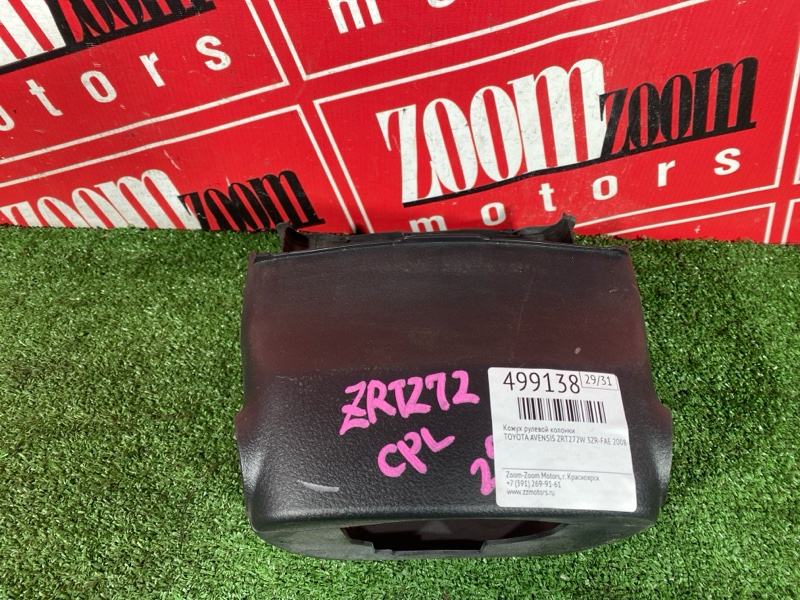 motors
zoom
zoom zoom
motors
zoom zoom
499138 29/31
Кожух рулевой колонки
TOYOTA AVENSIS ZRT272W 3ZR-FAE 2008
Zoom-Zoom Motors, г. Красноярск
+7 (391) 269-91-61
www.zzmotors.ru
ZRT272
CPL